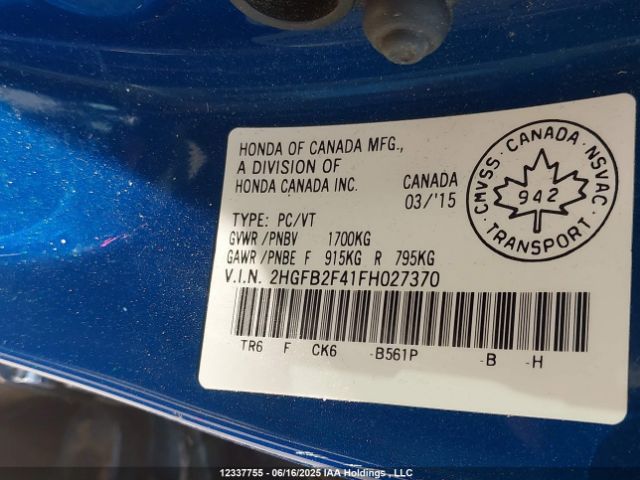 HONDA OF CANADA MFG.,
A DIVISION OF
HONDA CANADA INC.
CANADA
03/'15
TYPE: PC/VT
GVWR/PNBV 1700KG
GAWR/PNBE F 915KG R 795KG
V.I.N. 2HGFB2F41FH027370
TR6 F CK6 -B561P -B -H
CMVSS · CANADA · NSVAC · TRANSPORT ·
942
12337755 - 06/16/2025 IAA Holdings , LLC